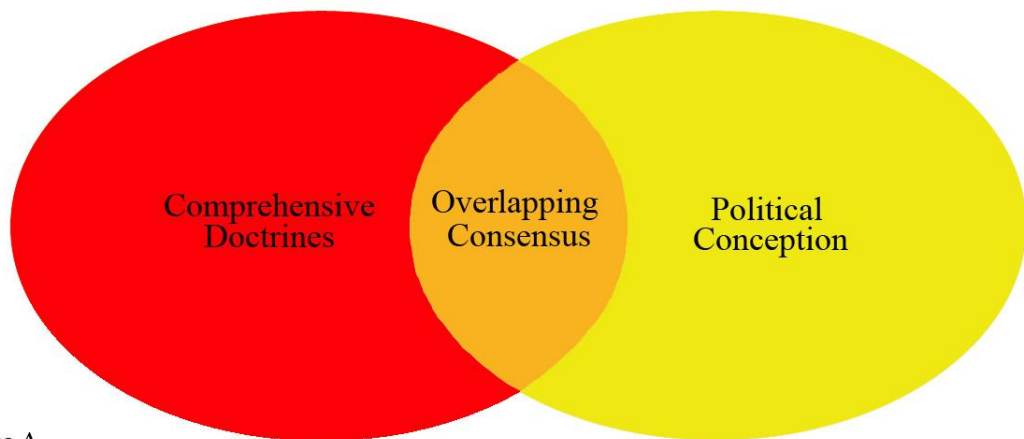 Comprehensive
Doctrines
Overlapping
Consensus
Political
Conception
A